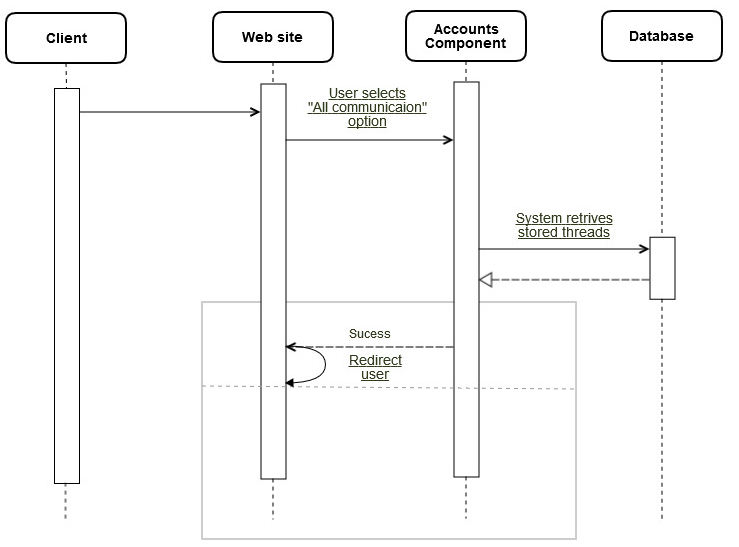 Client
Web site
Accounts
Component
Database
User selects
"All communicaion"
option
System retrives
stored threads
Sucess
Redirect
user